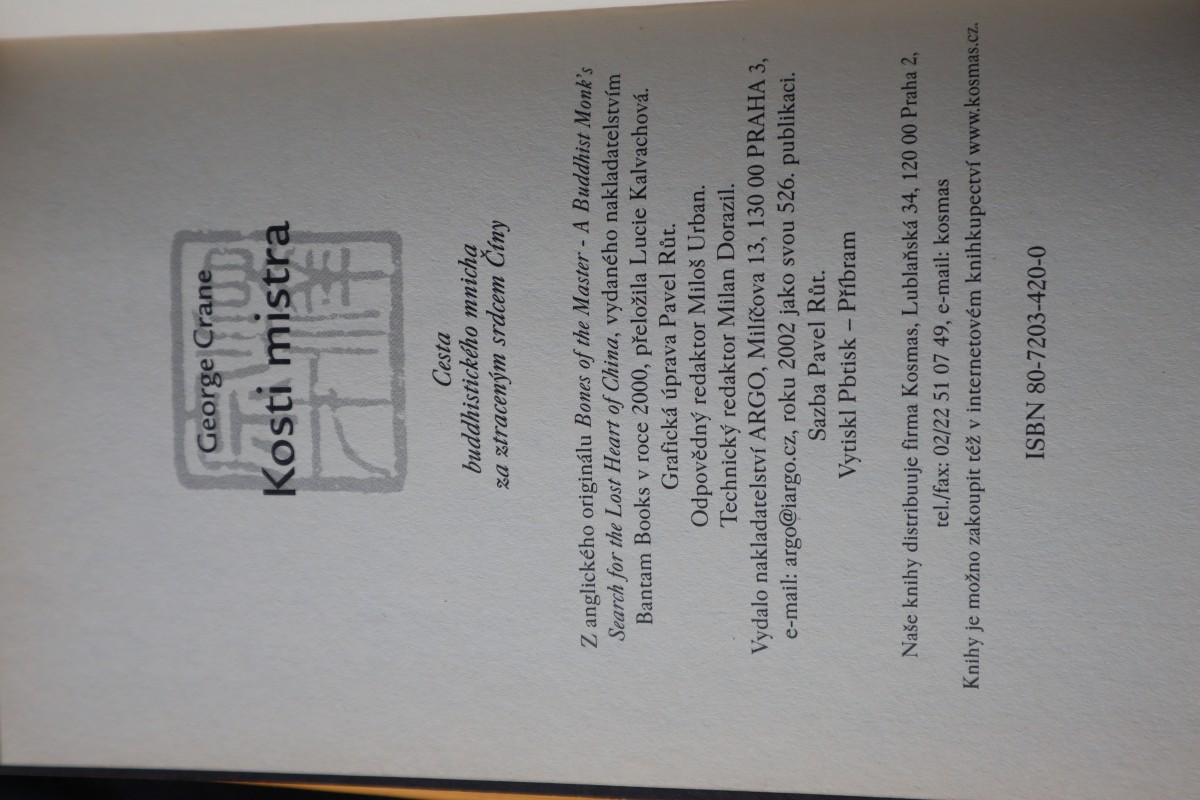 George Crane
Kosti mistra
Cesta
buddhistického mnicha
za ztraceným srdcem Číny
Z anglického originálu Bones of the Master - A Buddhist Monk's
Search for the Lost Heart of China, vydaného nakladatelstvím
Bantam Books v roce 2000, přeložila Lucie Kalvachová.
Grafická úprava Pavel Růt.
Odpovědný redaktor Miloš Urban.
Technický redaktor Milan Dorazil.
Vydalo nakladatelství ARGO, Milíčova 13, 130 00 PRAHA 3,
e-mail: argo@iargo.cz, roku 2002 jako svou 526. publikaci.
Sazba Pavel Růt.
Vytiskl Pbtisk – Příbram
Naše knihy distribuuje firma Kosmas, Lublaňská 34, 120 00 Praha 2,
tel./fax: 02/22 51 07 49, e-mail: kosmas
Knihy je možno zakoupit též v internetovém knihkupectví www.kosmas.cz.
ISBN 80-7203-420-0